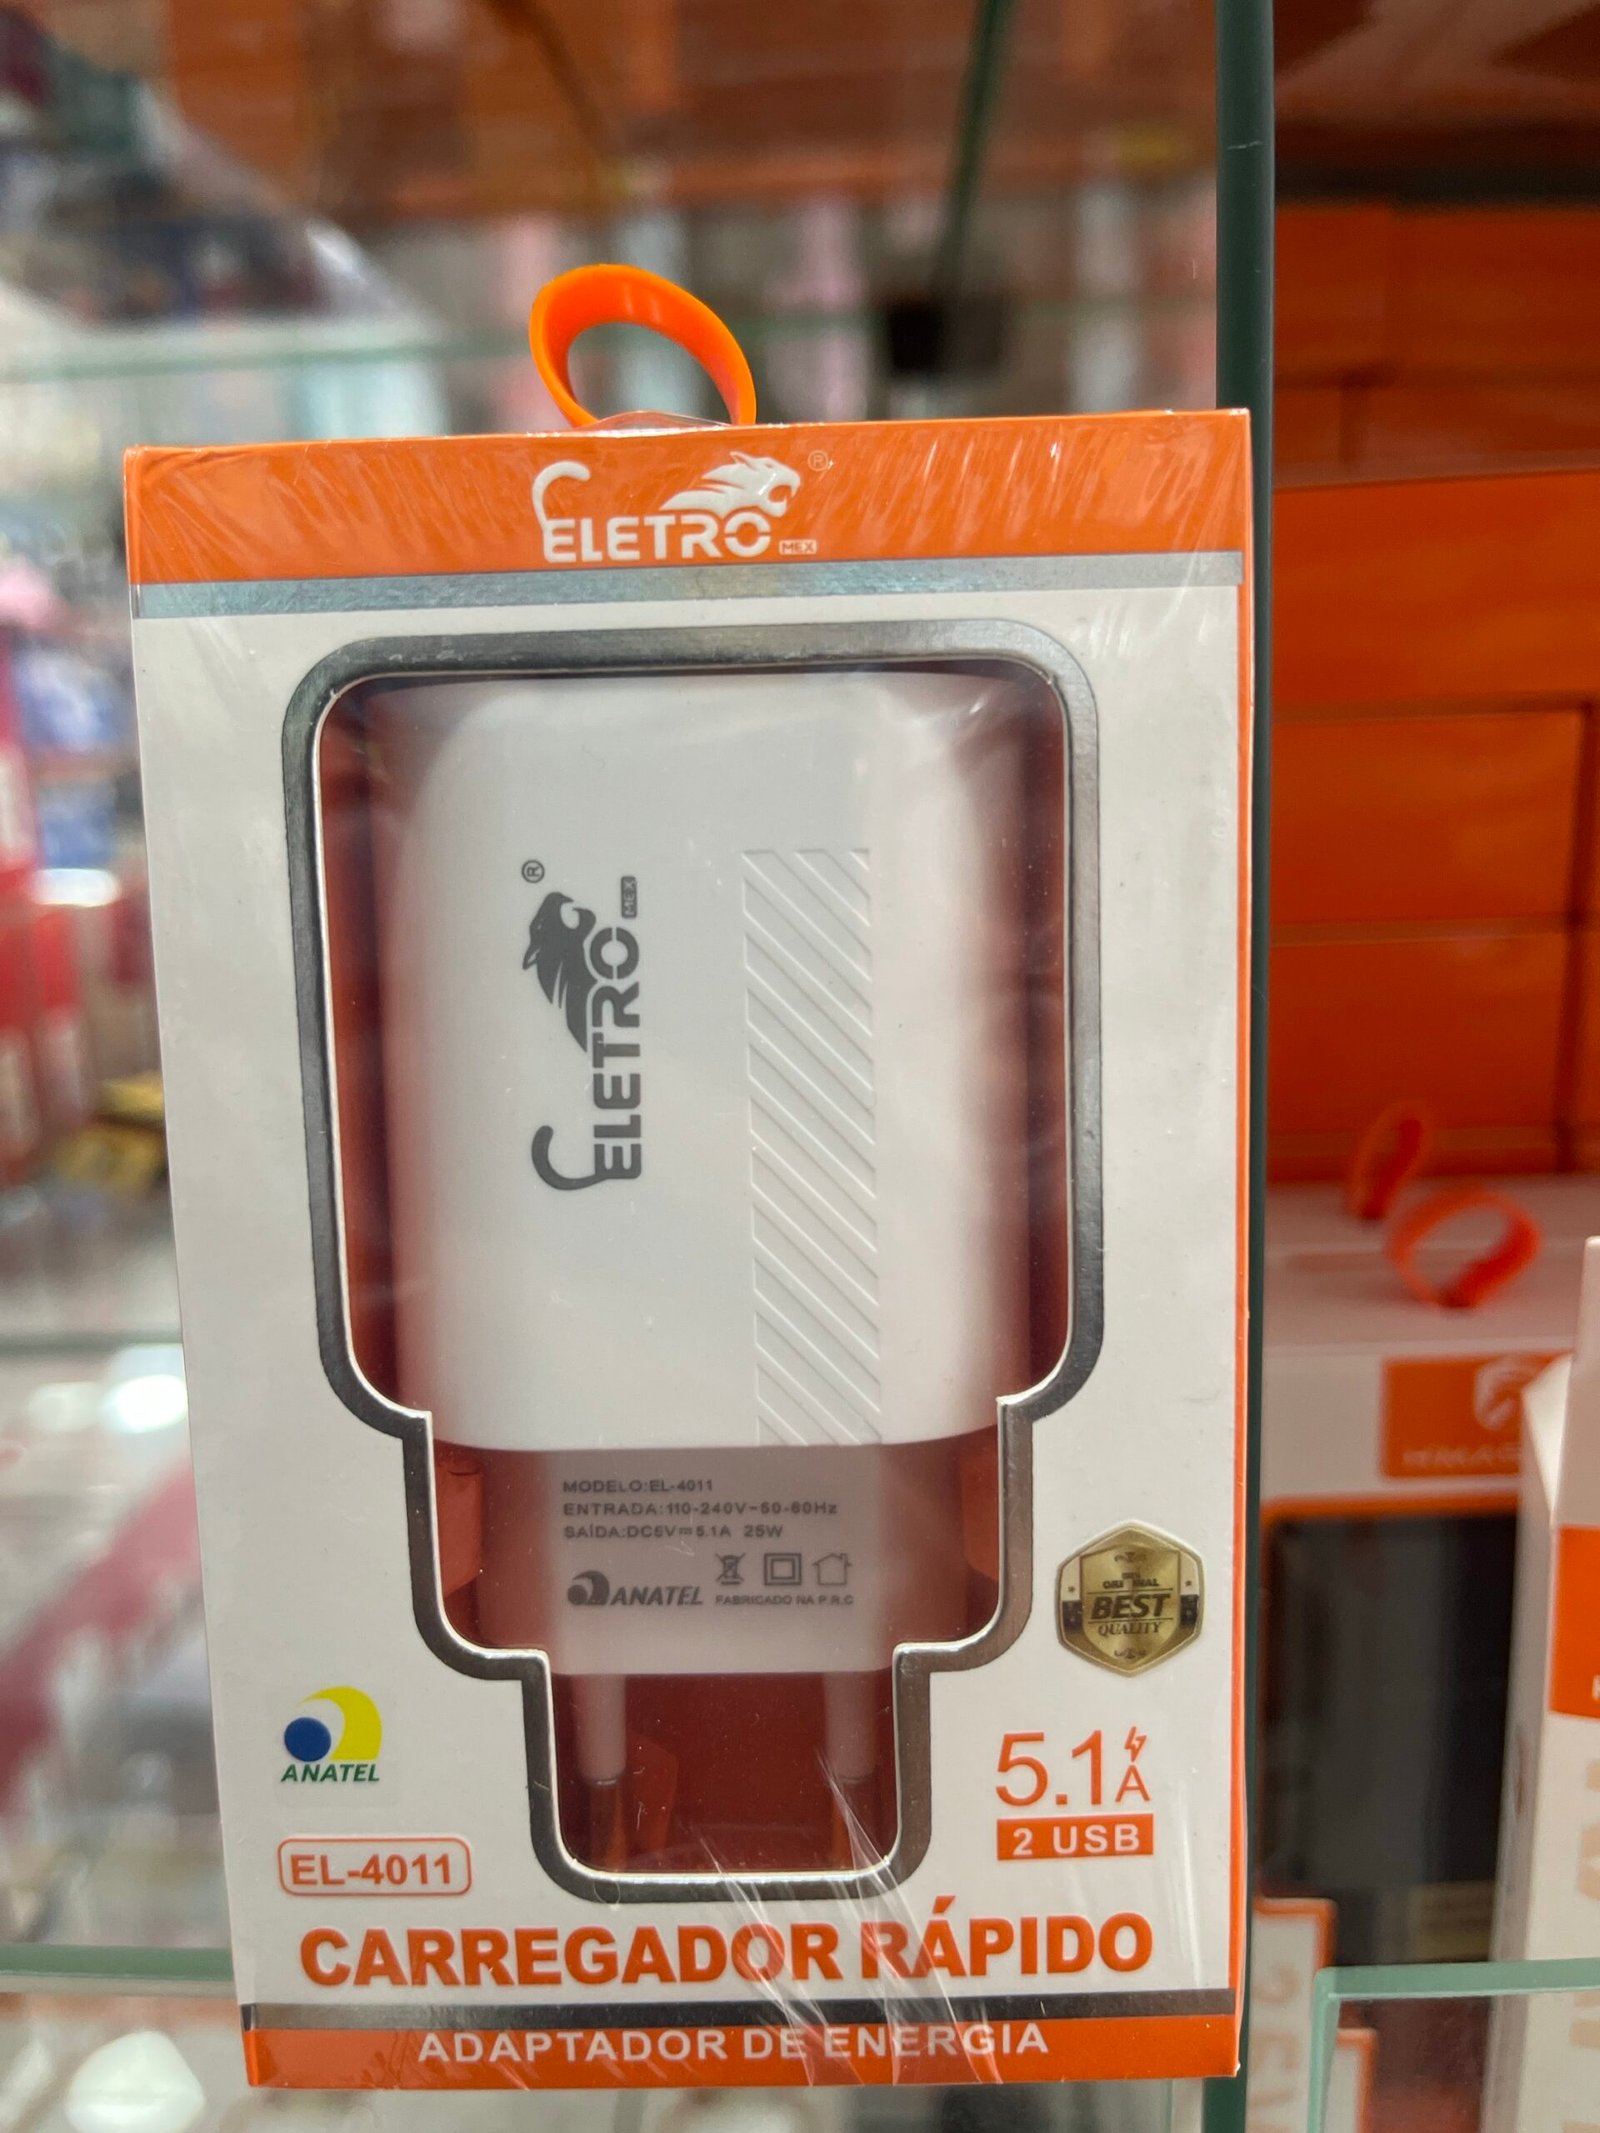 ELETRO MEX ®
ELETRO MEX ®
MODELO:EL-4011
ENTRADA:110-240V~50-60Hz
SAÍDA:DC5V⎓5.1A 25W
ANATEL FABRICADO NA P.R.C
BEST
QUALITY
ANATEL
5.1A
2 USB
EL-4011
CARREGADOR RÁPIDO
ADAPTADOR DE ENERGIA